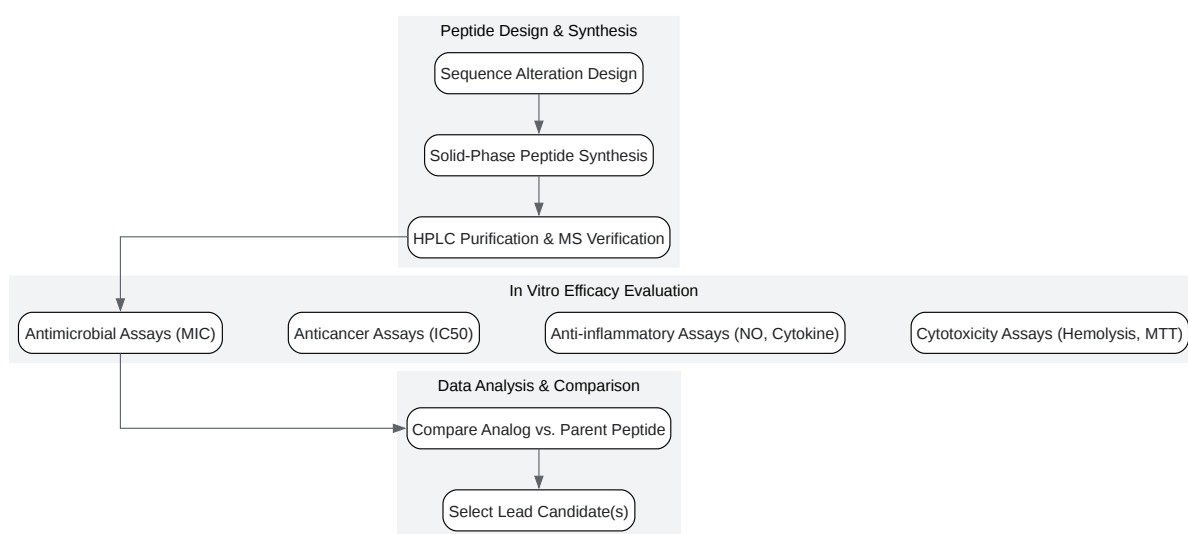 Peptide Design & Synthesis
Sequence Alteration Design
Solid-Phase Peptide Synthesis
HPLC Purification & MS Verification
In Vitro Efficacy Evaluation
Antimicrobial Assays (MIC)
Anticancer Assays (IC50)
Anti-inflammatory Assays (NO, Cytokine)
Cytotoxicity Assays (Hemolysis, MTT)
Data Analysis & Comparison
Compare Analog vs. Parent Peptide
Select Lead Candidate(s)